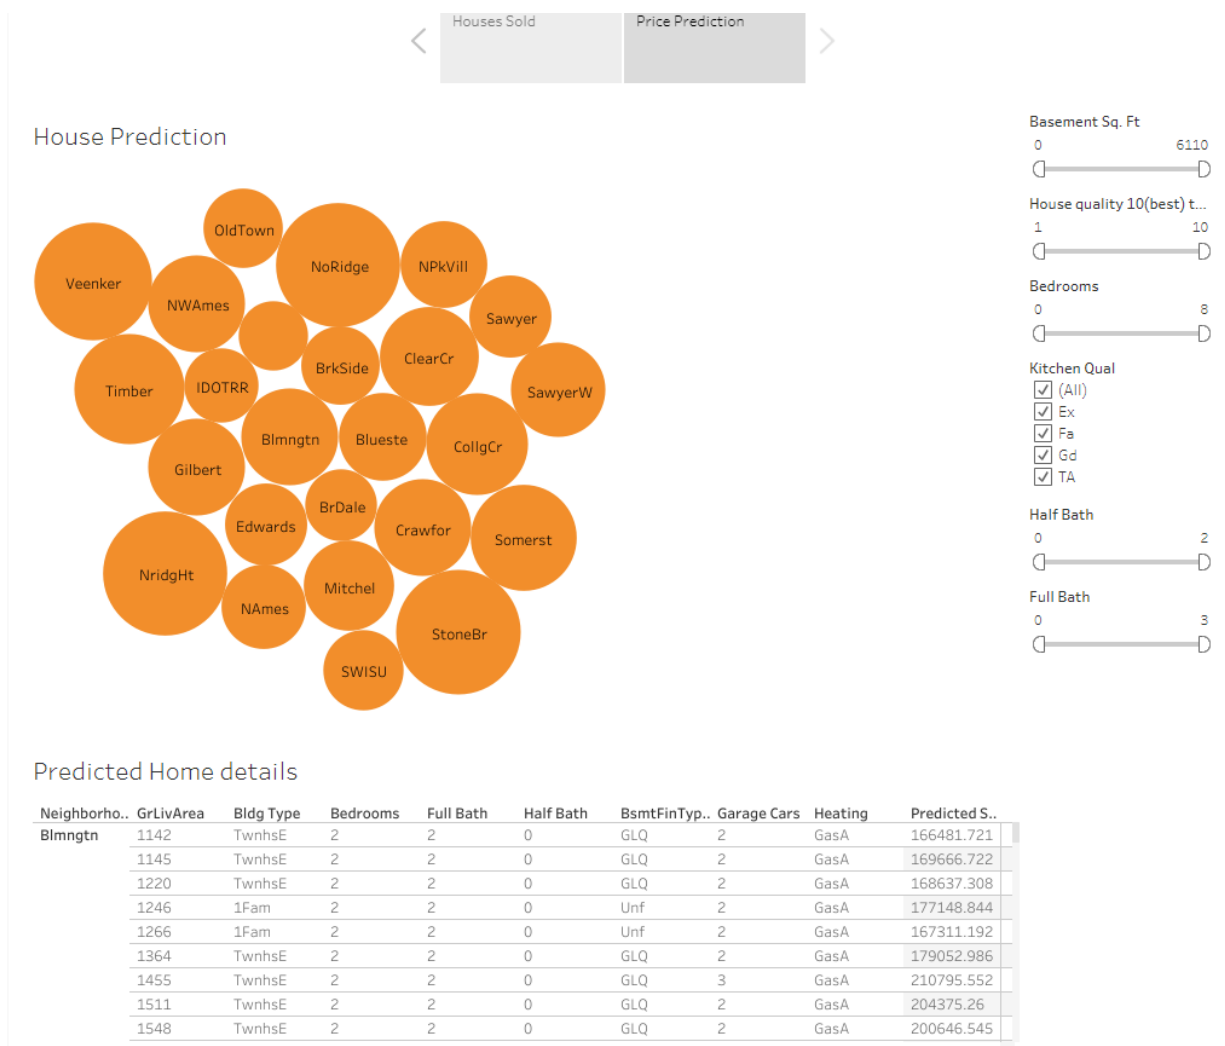 Houses Sold
Price Prediction
House Prediction
OldTown
NoRidge
NPkVill
Veenker
NWAmes
Sawyer
BrkSide
ClearCr
Timber
IDOTRR
SawyerW
Blmngtn
Blueste
CollgCr
Gilbert
BrDale
Edwards
Crawfor
Somerst
NridgHt
Mitchel
NAmes
StoneBr
SWISU
Basement Sq. Ft
0 6110
House quality 10(best) t...
1 10
Bedrooms
0 8
Kitchen Qual
(All)
Ex
Fa
Gd
TA
Half Bath
0 2
Full Bath
0 3
Predicted Home details
Neighborho.. GrLivArea Bldg Type Bedrooms Full Bath Half Bath BsmtFinTyp.. Garage Cars Heating Predicted S..
Blmngtn 1142 TwnhsE 2 2 0 GLQ 2 GasA 166481.721
1145 TwnhsE 2 2 0 GLQ 2 GasA 169666.722
1220 TwnhsE 2 2 0 GLQ 2 GasA 168637.308
1246 1Fam 2 2 0 Unf 2 GasA 177148.844
1266 1Fam 2 2 0 Unf 2 GasA 167311.192
1364 TwnhsE 2 2 0 GLQ 2 GasA 179052.986
1455 TwnhsE 2 2 0 GLQ 3 GasA 210795.552
1511 TwnhsE 2 2 0 GLQ 2 GasA 204375.26
1548 TwnhsE 2 2 0 GLQ 2 GasA 200646.545